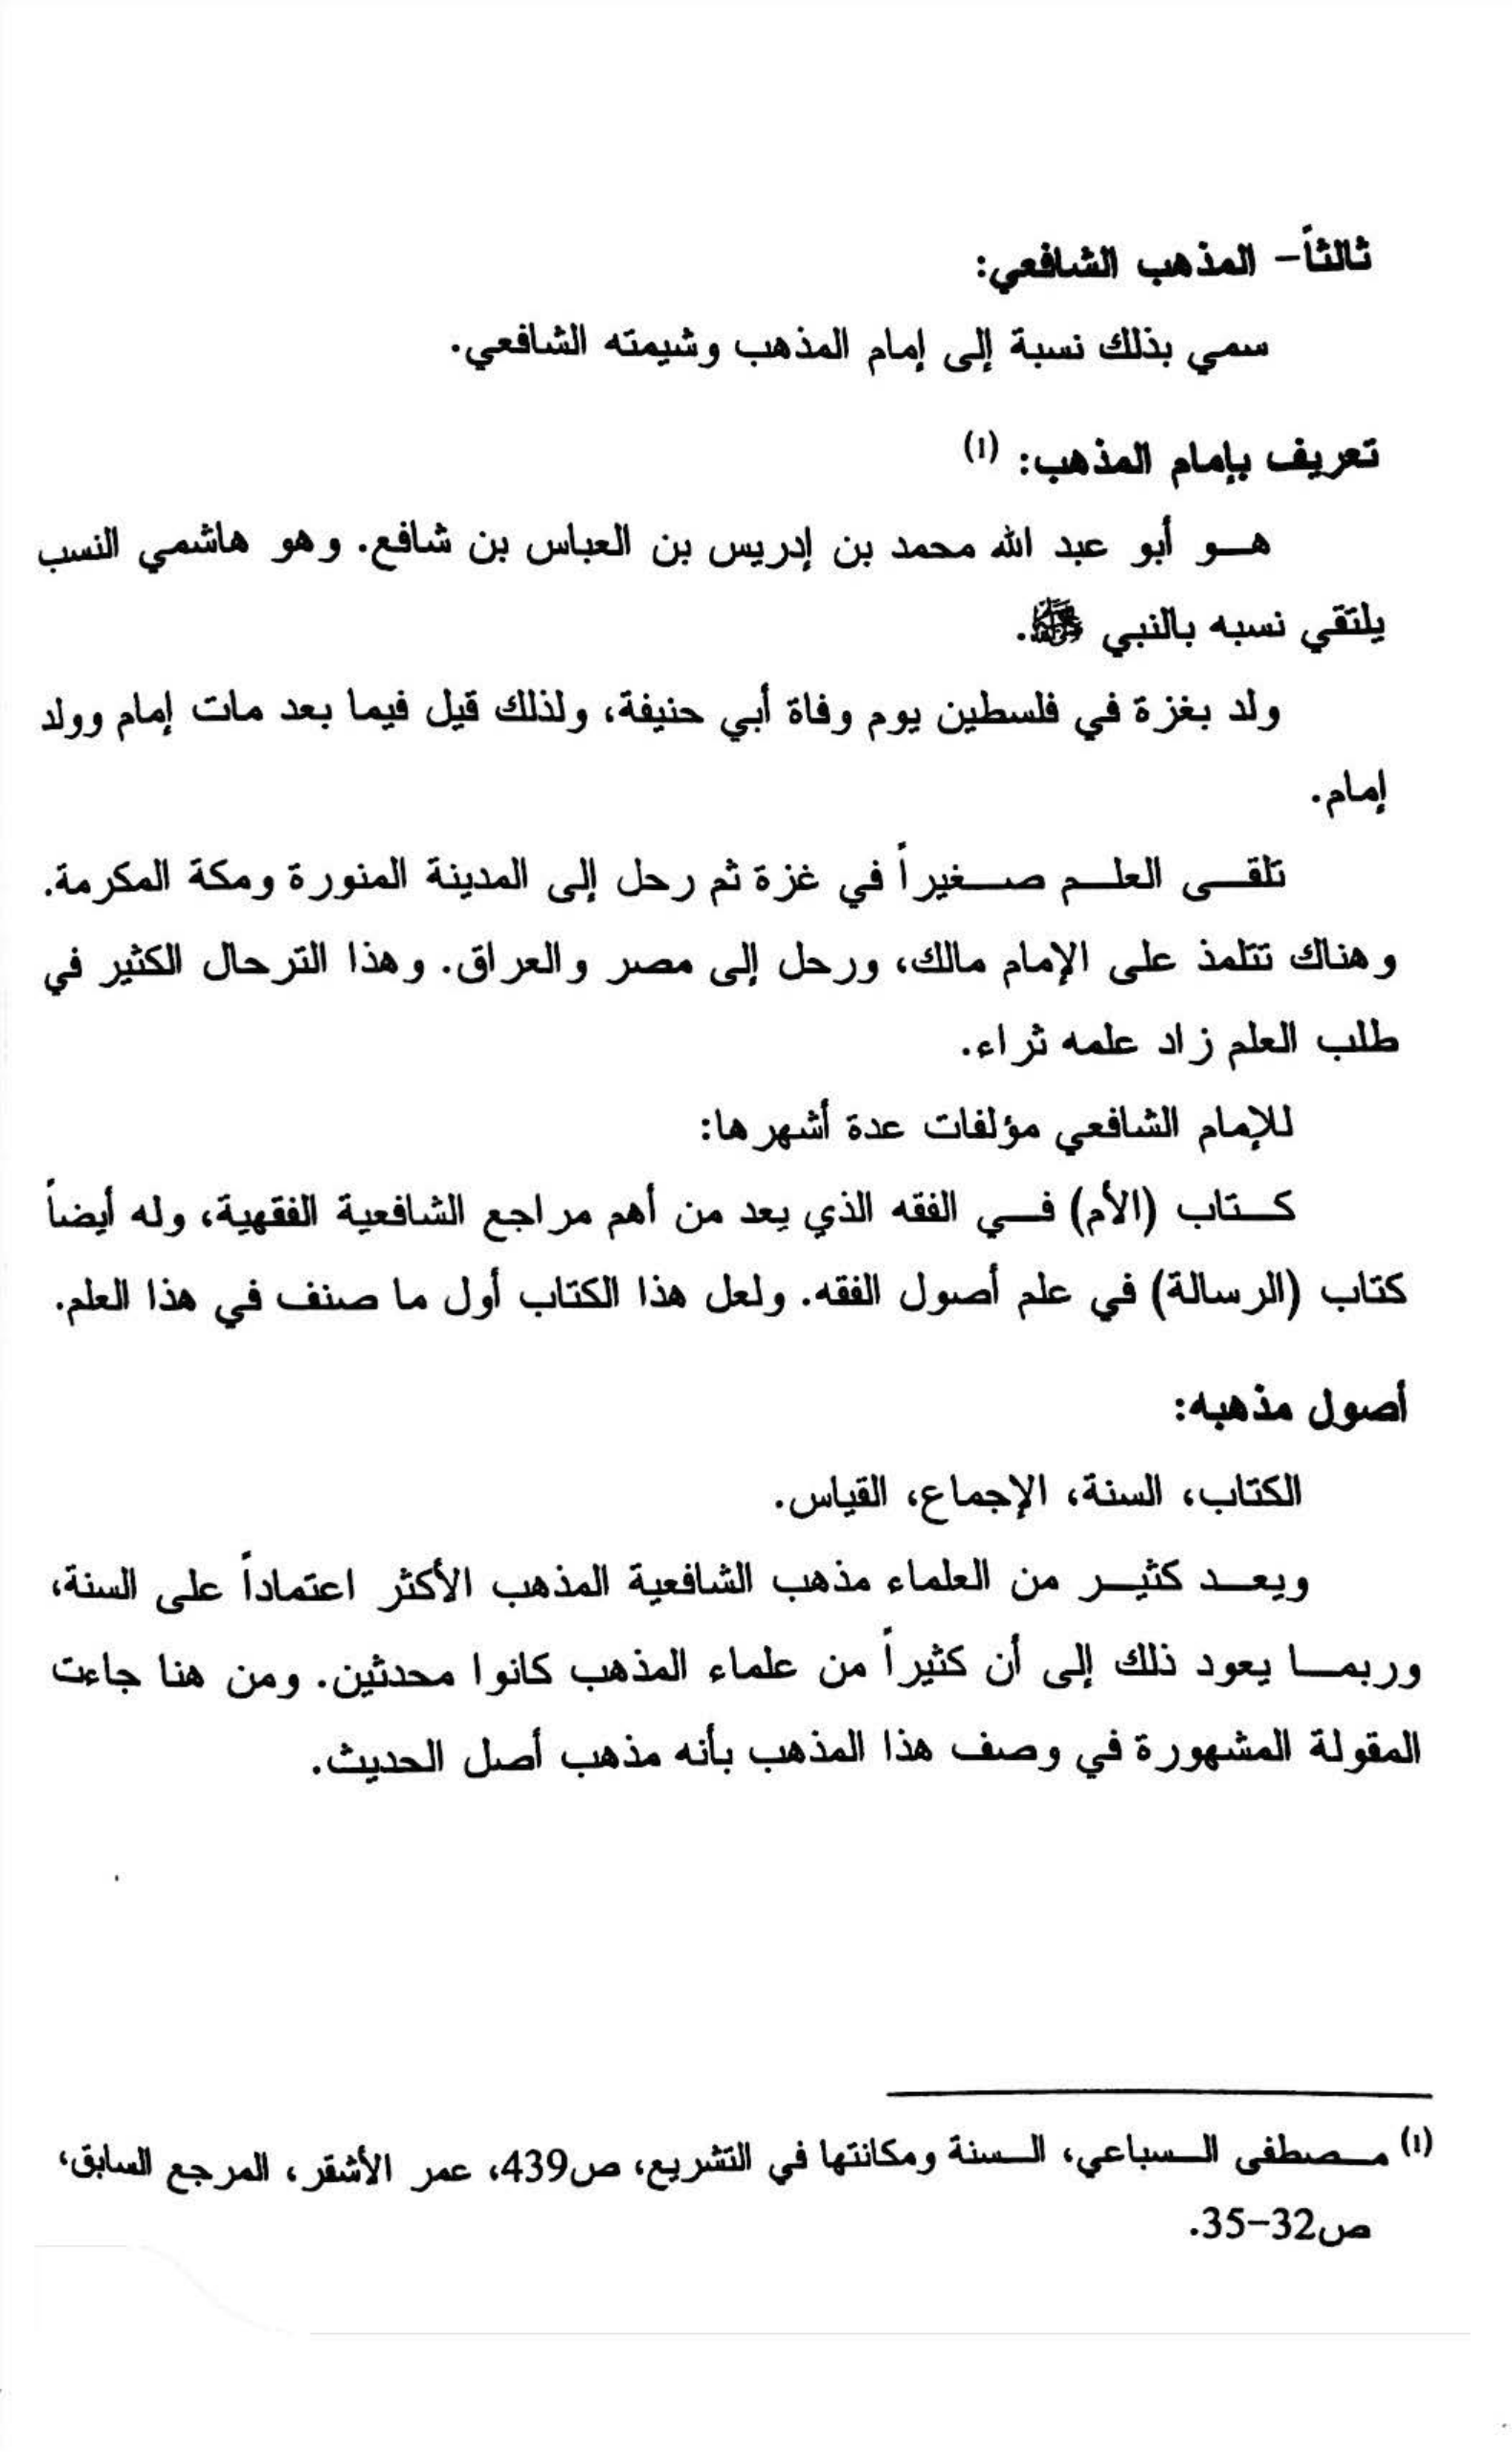 ثالثاً- المذهب الشافعي:
سمي بذلك نسبة إلى إمام المذهب وشيمته الشافعي.
تعريف بإمام المذهب: (١)
هو أبو عبد الله محمد بن إدريس بن العباس بن شافع. وهو هاشمي النسب
يلتقي نسبه بالنبي ﷺ.
ولد بغزة في فلسطين يوم وفاة أبي حنيفة، ولذلك قيل فيما بعد مات إمام وولد
إمام.
تلقى العلم صغيراً في غزة ثم رحل إلى المدينة المنورة ومكة المكرمة.
وهناك تتلمذ على الإمام مالك، ورحل إلى مصر والعراق. وهذا الترحال الكثير في
طلب العلم زاد علمه ثراء.
للإمام الشافعي مؤلفات عدة أشهرها:
كتاب (الأم) في الفقه الذي يعد من أهم مراجع الشافعية الفقهية، وله أيضاً
كتاب (الرسالة) في علم أصول الفقه. ولعل هذا الكتاب أول ما صنف في هذا العلم.
أصول مذهبه:
الكتاب، السنة، الإجماع، القياس.
ويعد كثير من العلماء مذهب الشافعية المذهب الأكثر اعتماداً على السنة،
وربما يعود ذلك إلى أن كثيراً من علماء المذهب كانوا محدثين. ومن هنا جاءت
المقولة المشهورة في وصف هذا المذهب بأنه مذهب أصل الحديث.
(١) مصطفى السباعي، السنة ومكانتها في التشريع، ص439، عمر الأشقر، المرجع السابق،
ص32-35.